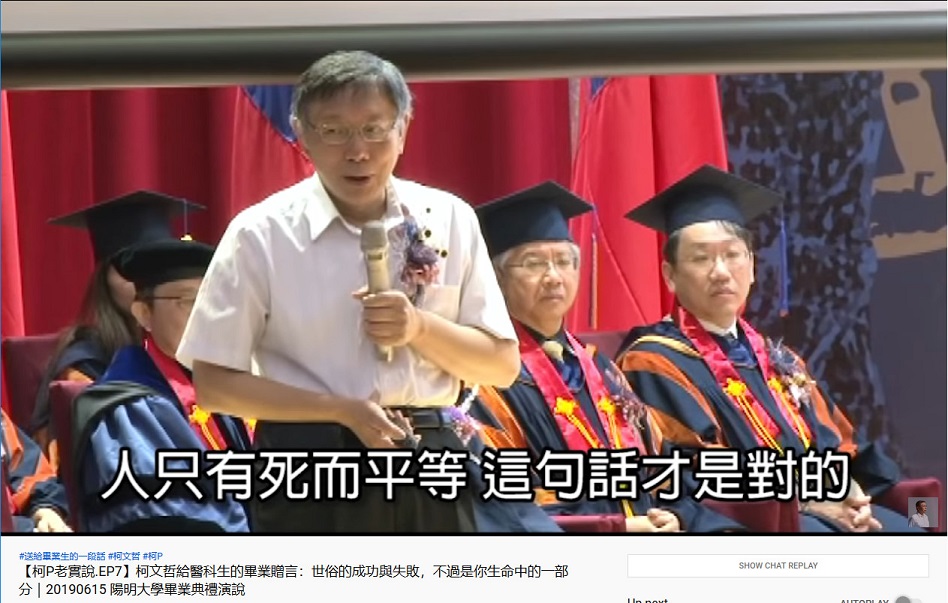 人只有死而平等 這句話才是對的
#送給畢業生的一段話 #柯文哲 #柯P
【柯P老實說.EP7】柯文哲給醫科生的畢業贈言：世俗的成功與失敗，不過是你生命中的一部
分｜20190615 陽明大學畢業典禮演說
SHOW CHAT REPLAY
Up next
AUTOPLAY